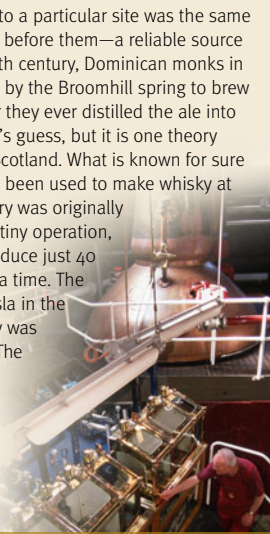 to a particular site was the same
before them—a reliable source
th century, Dominican monks in
by the Broomhill spring to brew
they ever distilled the ale into
’s guess, but it is one theory
Scotland. What is known for sure
been used to make whisky at
ry was originally
tiny operation,
duce just 40
a time. The
sla in the
y was
The